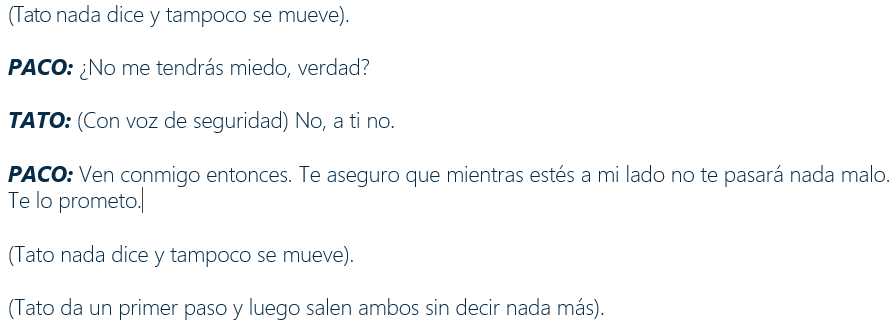 (Tato nada dice y tampoco se mueve).
PACO: ¿No me tendrás miedo, verdad?
TATO: (Con voz de seguridad) No, a ti no.
PACO: Ven conmigo entonces. Te aseguro que mientras estés a mi lado no te pasará nada malo.
Te lo prometo.
(Tato nada dice y tampoco se mueve).
(Tato da un primer paso y luego salen ambos sin decir nada más).